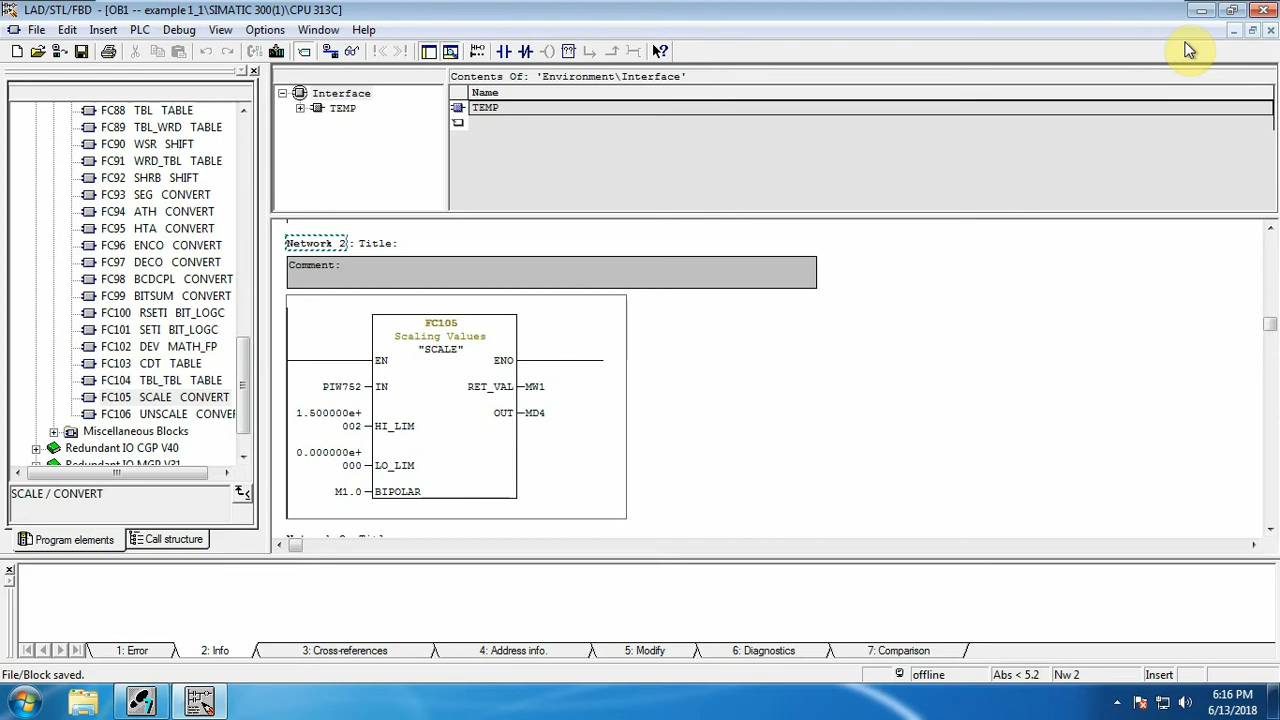 LAD/STL/FBD - [OB1 -- example 1_1\SIMATIC 300(1)\CPU 313C]
File Edit Insert PLC Debug View Options Window Help
Contents Of: 'Environment\Interface'
Interface
TEMP
Name
TEMP
FC88 TBL TABLE
FC89 TBL_WRD TABLE
FC90 WSR SHIFT
FC91 WRD_TBL TABLE
FC92 SHRB SHIFT
FC93 SEG CONVERT
FC94 ATH CONVERT
FC95 HTA CONVERT
FC96 ENCO CONVERT
FC97 DECO CONVERT
FC98 BCDCPL CONVERT
FC99 BITSUM CONVERT
FC100 RSETI BIT_LOGC
FC101 SETI BIT_LOGC
FC102 DEV MATH_FP
FC103 CDT TABLE
FC104 TBL_TBL TABLE
FC105 SCALE CONVERT
FC106 UNSCALE CONVER
Miscellaneous Blocks
Redundant IO CGP V40
Redundant IO MGP V31
SCALE / CONVERT
Program elements
Call structure
Network 2: Title:
Comment:
FC105
Scaling Values
"SCALE"
EN ENO
PIW752 IN RET_VAL MW1
1.500000e+ OUT MD4
002 HI_LIM
0.000000e+
000 LO_LIM
M1.0 BIPOLAR
1: Error 2: Info 3: Cross-references 4: Address info. 5: Modify 6: Diagnostics 7: Comparison
File/Block saved. offline Abs < 5.2 Nw 2 Insert
6:16 PM
6/13/2018